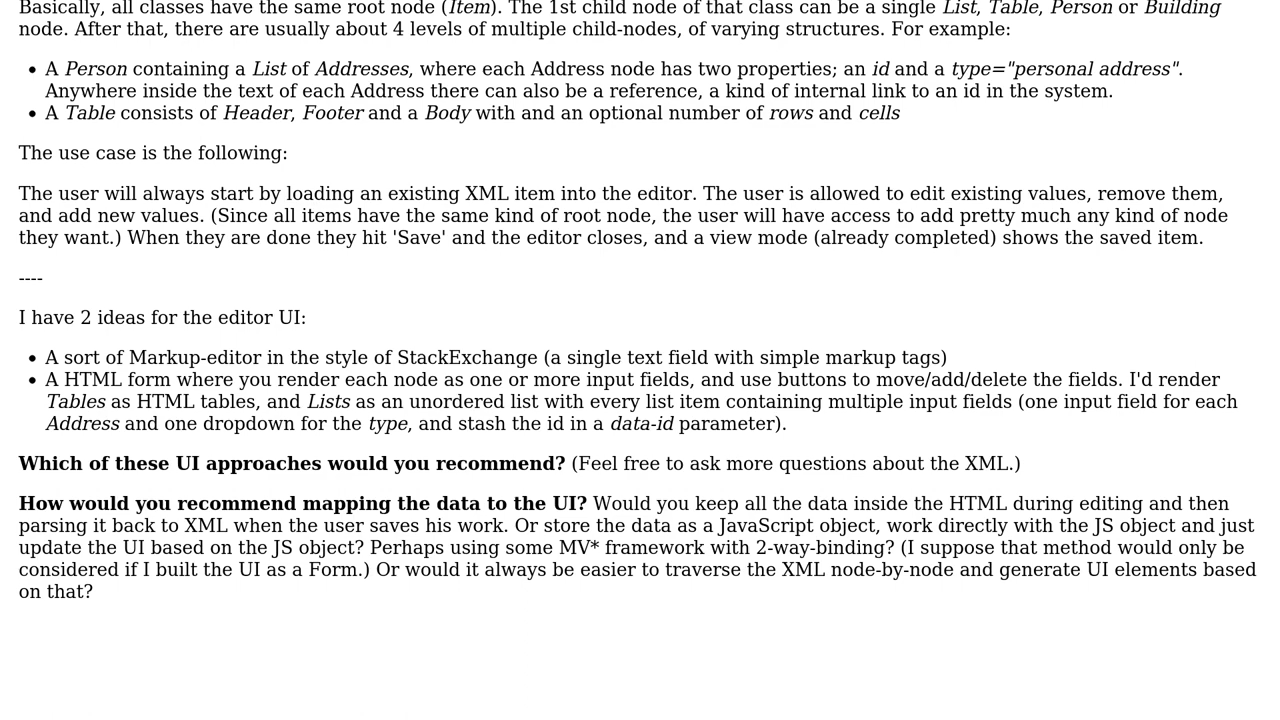 Basically, all classes have the same root node (Item). The 1st child node of that class can be a single List, Table, Person or Building
node. After that, there are usually about 4 levels of multiple child-nodes, of varying structures. For example:
• A Person containing a List of Addresses, where each Address node has two properties; an id and a type="personal address".
Anywhere inside the text of each Address there can also be a reference, a kind of internal link to an id in the system.
• A Table consists of Header, Footer and a Body with and an optional number of rows and cells
The use case is the following:
The user will always start by loading an existing XML item into the editor. The user is allowed to edit existing values, remove them,
and add new values. (Since all items have the same kind of root node, the user will have access to add pretty much any kind of node
they want.) When they are done they hit 'Save' and the editor closes, and a view mode (already completed) shows the saved item.
----
I have 2 ideas for the editor UI:
• A sort of Markup-editor in the style of StackExchange (a single text field with simple markup tags)
• A HTML form where you render each node as one or more input fields, and use buttons to move/add/delete the fields. I'd render
Tables as HTML tables, and Lists as an unordered list with every list item containing multiple input fields (one input field for each
Address and one dropdown for the type, and stash the id in a data-id parameter).
Which of these UI approaches would you recommend? (Feel free to ask more questions about the XML.)
How would you recommend mapping the data to the UI? Would you keep all the data inside the HTML during editing and then
parsing it back to XML when the user saves his work. Or store the data as a JavaScript object, work directly with the JS object and just
update the UI based on the JS object? Perhaps using some MV* framework with 2-way-binding? (I suppose that method would only be
considered if I built the UI as a Form.) Or would it always be easier to traverse the XML node-by-node and generate UI elements based
on that?